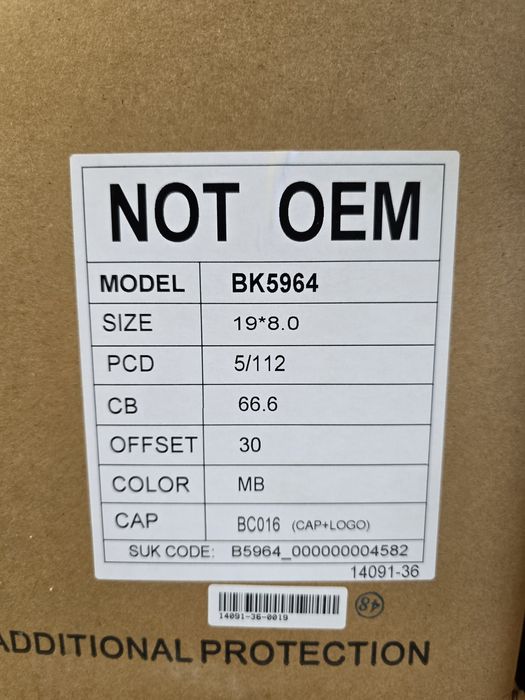 NOT OEM
MODEL BK5964
SIZE 19*8.0
PCD 5/112
CB 66.6
OFFSET 30
COLOR MB
CAP BC016 (CAP+LOGO)
SUK CODE: B5964_000000004582
14091-36
14091-36-0019
48
ADDITIONAL PROTECTION